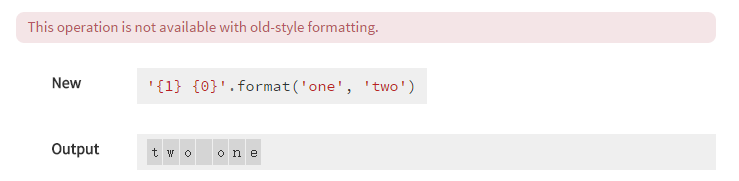 This operation is not available with old-style formatting.
New
'{1} {0}'.format('one', 'two')
Output
two one